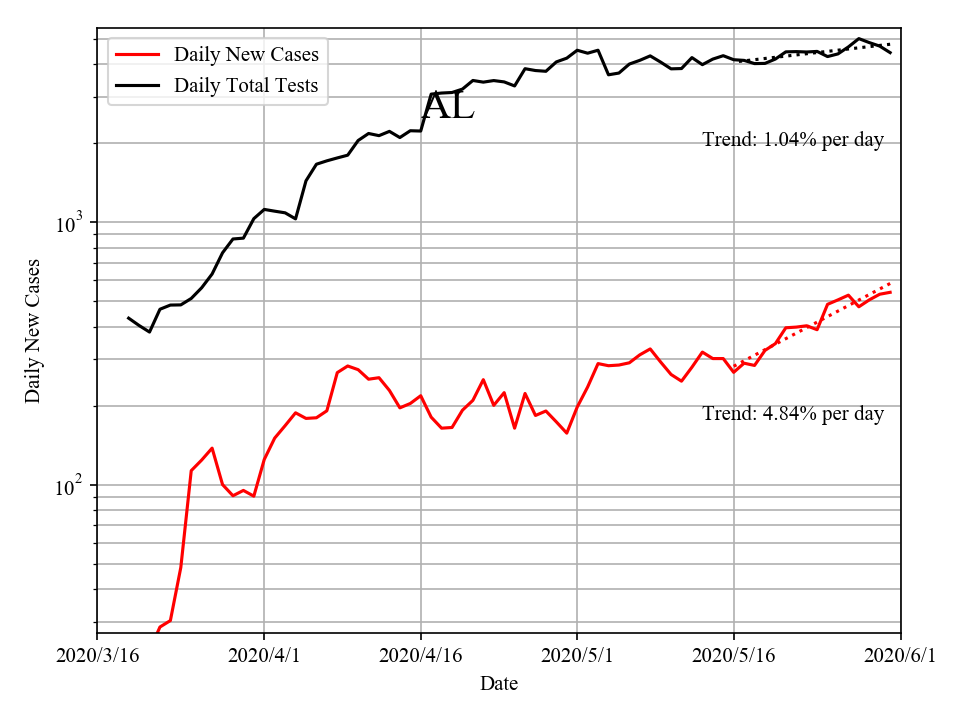 Daily New Cases
Daily Total Tests
AL
Trend: 1.04% per day
10³
Daily New Cases
Trend: 4.84% per day
10²
2020/3/16 2020/4/1 2020/4/16 2020/5/1 2020/5/16 2020/6/1
Date